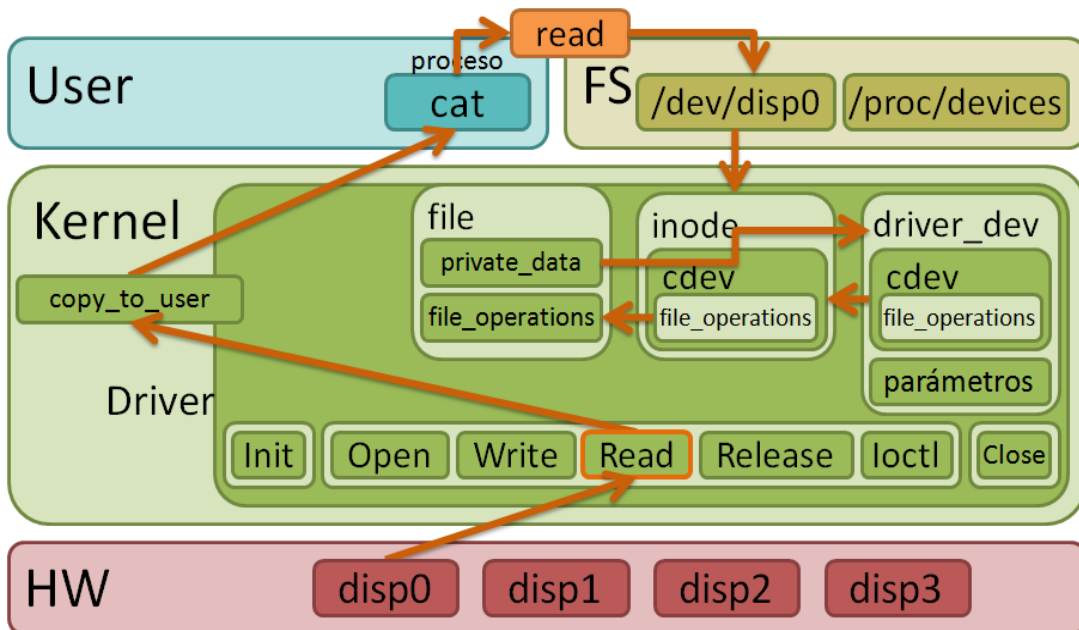 read
User
proceso
cat
FS
/dev/disp0
/proc/devices
Kernel
file
private_data
file_operations
inode
cdev
file_operations
driver_dev
cdev
file_operations
parámetros
copy_to_user
Driver
Init
Open
Write
Read
Release
Ioctl
Close
HW
disp0
disp1
disp2
disp3